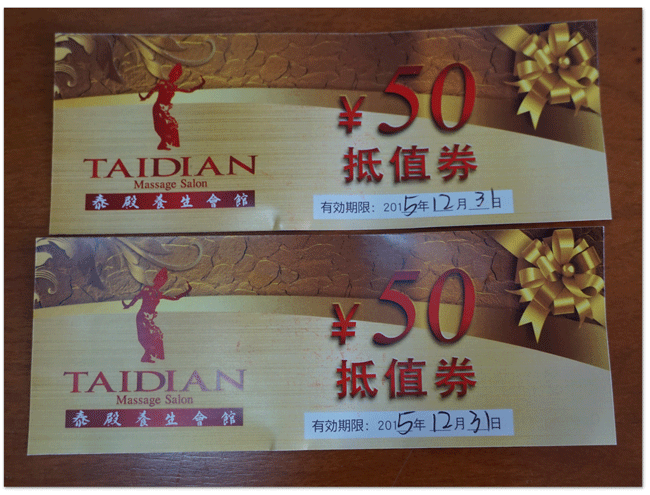 ¥50
抵值券
TAIDIAN
Massage Salon
泰殿養生會館
有効期限：2015年12月31日
¥50
抵值券
TAIDIAN
Massage Salon
泰殿養生會館
有効期限：2015年12月31日